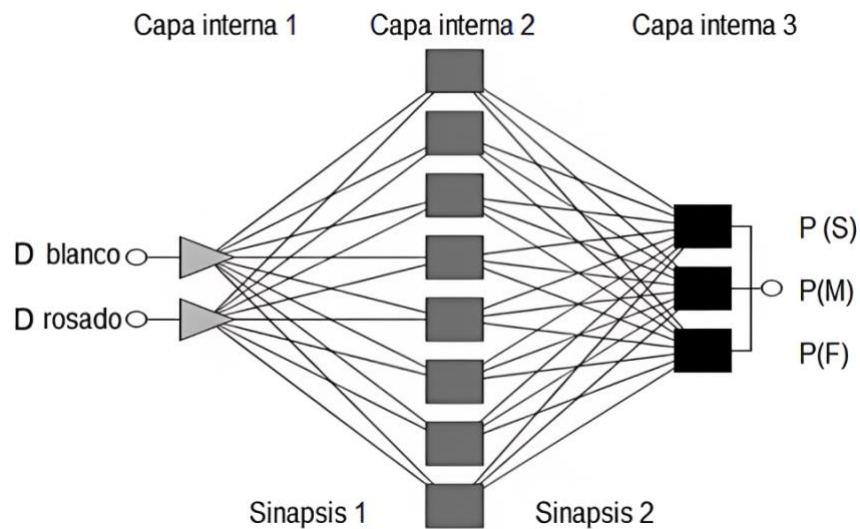 Capa interna 1
Capa interna 2
Capa interna 3
D blanco
D rosado
P (S)
P(M)
P(F)
Sinapsis 1
Sinapsis 2